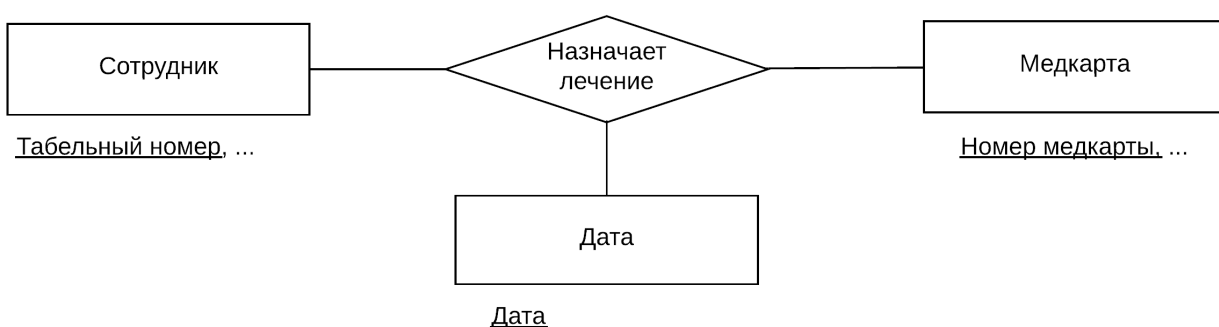 Сотрудник
Назначает
лечение
Медкарта
Табельный номер, ...
Номер медкарты, ...
Дата
Дата